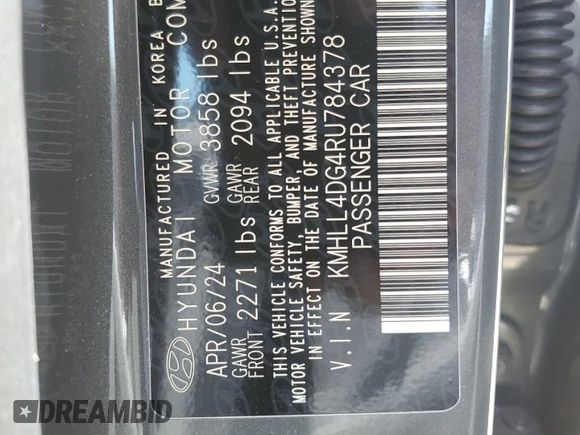 MANUFACTURED IN KOREA B
HYUNDAI MOTOR COM
APR/06/24 GVWR 3858 lbs
GAWR FRONT 2271 lbs GAWR REAR 2094 lbs
THIS VEHICLE CONFORMS TO ALL APPLICABLE U.S.A.
MOTOR VEHICLE SAFETY, BUMPER, AND THEFT PREVENTION
IN EFFECT ON THE DATE OF MANUFACTURE SHOWN
V.I.N KMHLL4DG4RU784378
PASSENGER CAR
DREAMBID